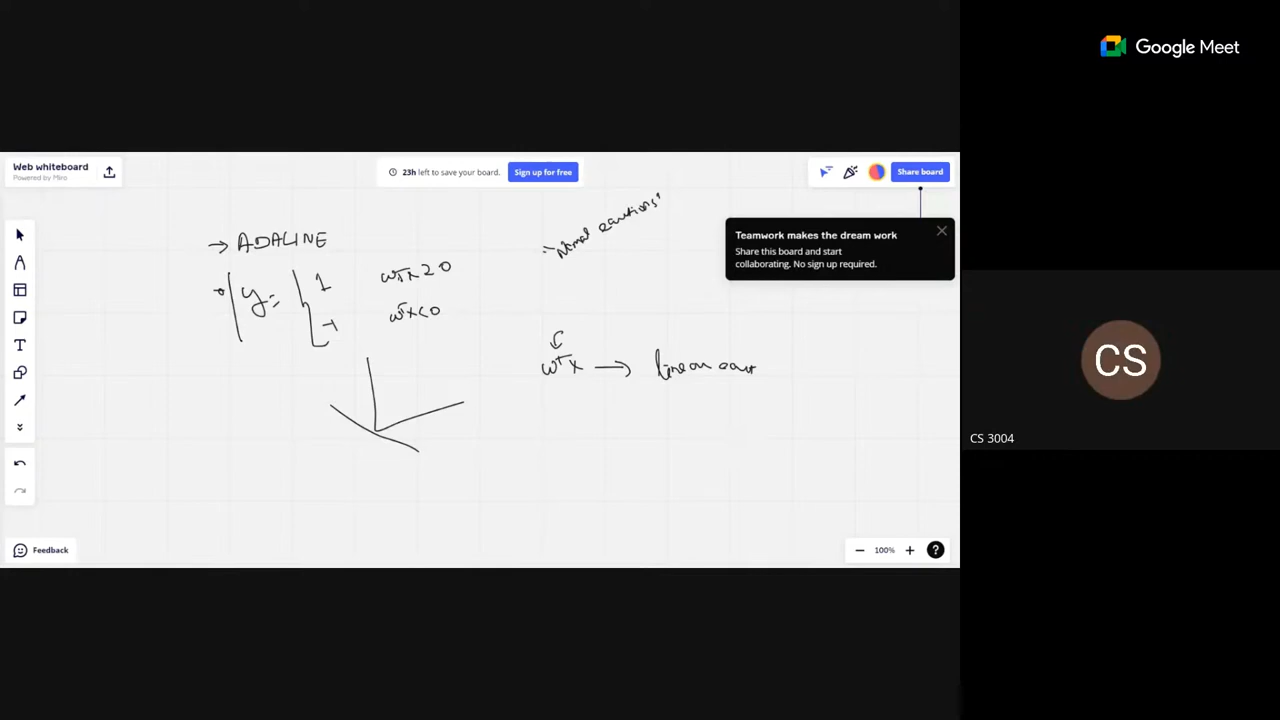 Google Meet
Web whiteboard
Powered by Miro
23h left to save your board.
Sign up for free
Share board
Teamwork makes the dream work
Share this board and start
collaborating. No sign up required.
"Normal equations"
→ ADALINE
y = 1 wTx ≥ 0
-1 wTx < 0
wTx → linear
CS
CS 3004
Feedback
100%